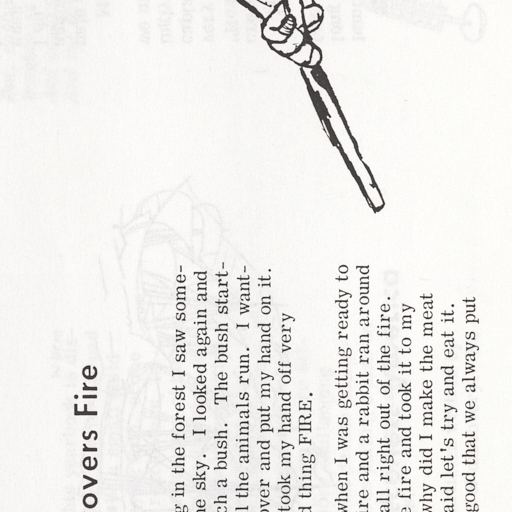 overs Fire
g in the forest I saw some-
e sky. I looked again and
ch a bush. The bush start-
l the animals run. I want-
over and put my hand on it.
took my hand off very
d thing FIRE.
when I was getting ready to
re and a rabbit ran around
all right out of the fire.
e fire and took it to my
why did I make the meat
aid let's try and eat it.
good that we always put